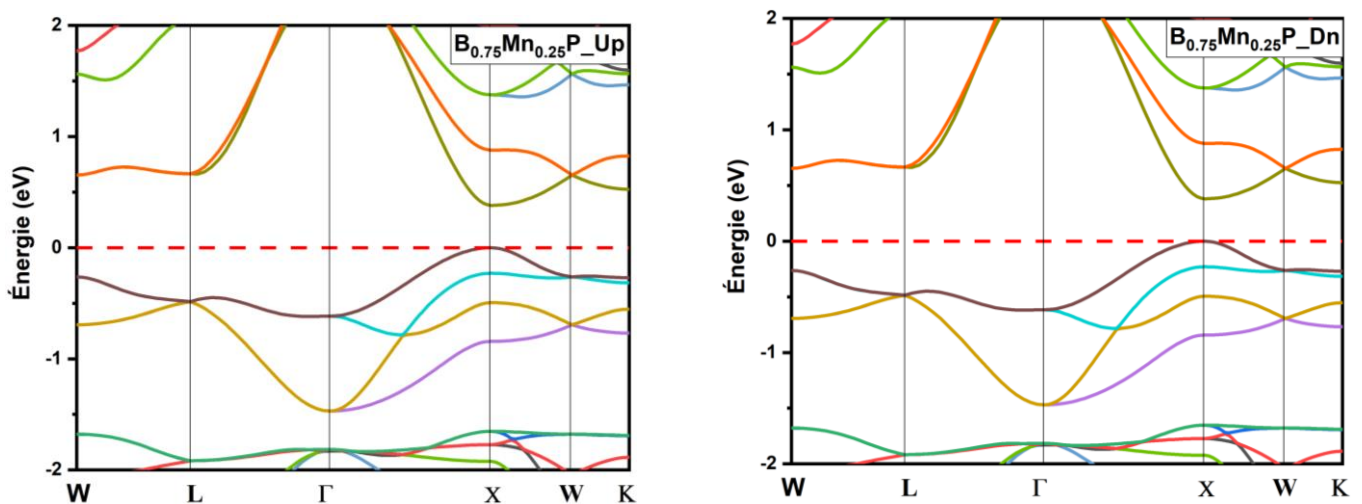 B0.75Mn0.25P_Up
Énergie (eV)
2
1
0
-1
-2
W L Γ X W K
B0.75Mn0.25P_Dn
Énergie (eV)
2
1
0
-1
-2
W L Γ X W K